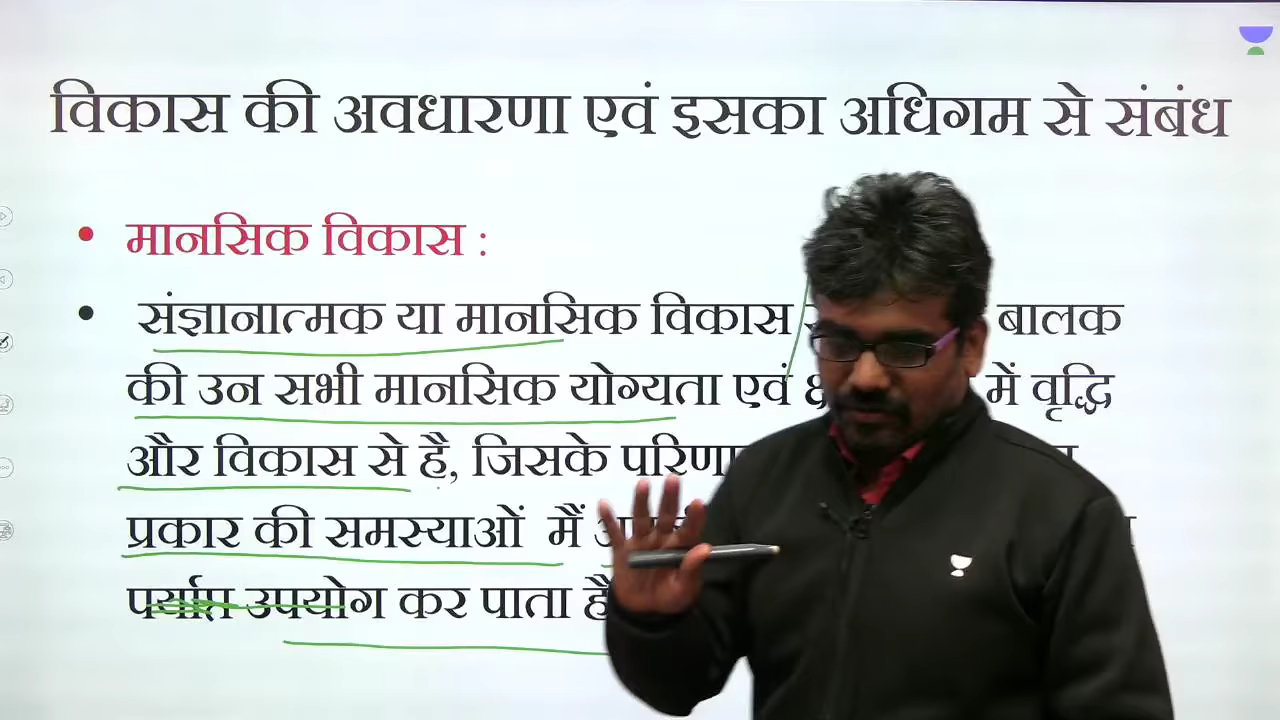 विकास की अवधारणा एवं इसका अधिगम से संबंध
मानसिक विकास :
संज्ञानात्मक या मानसिक विकास बालक
की उन सभी मानसिक योग्यता एवं में वृद्धि
और विकास से है, जिसके
प्रकार की समस्याओं मैं
पर्याप्त उपयोग कर पाता है